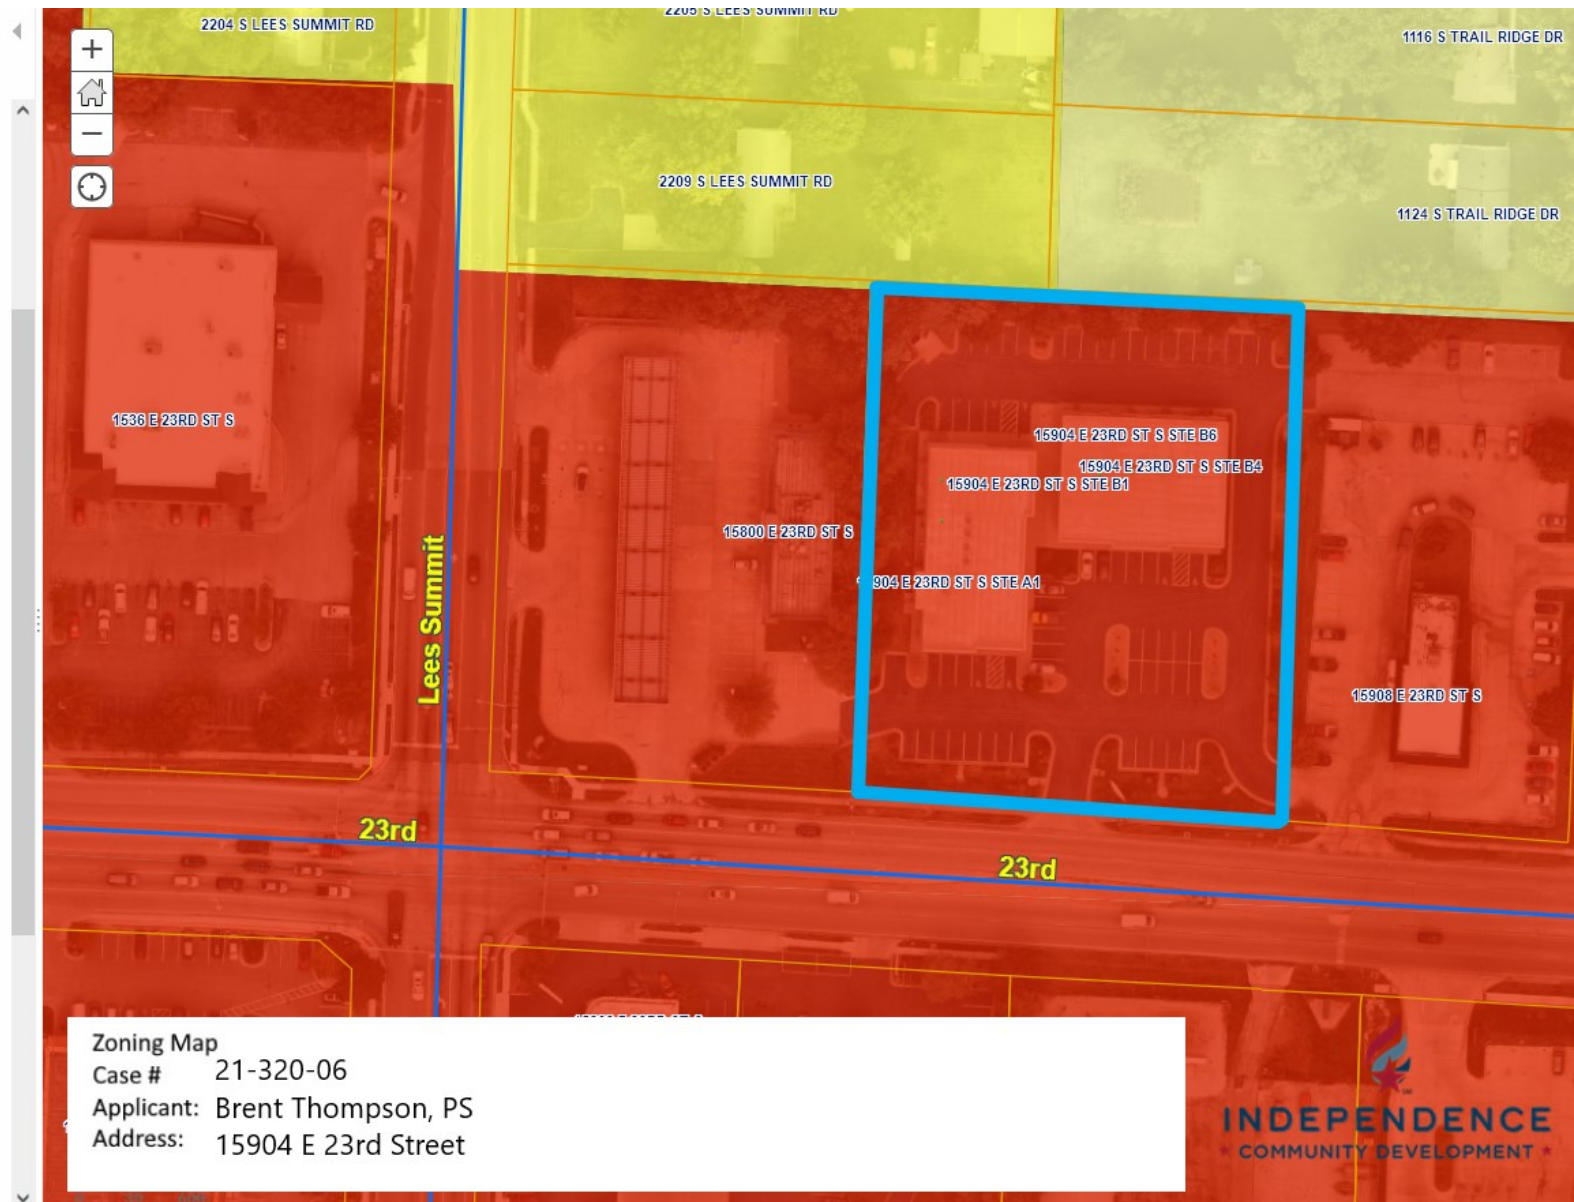 2204 S LEES SUMMIT RD
2205 S LEES SUMMIT RD
1116 S TRAIL RIDGE DR
2209 S LEES SUMMIT RD
1124 S TRAIL RIDGE DR
1536 E 23RD ST S
15904 E 23RD ST S STE B6
15904 E 23RD ST S STE B4
15904 E 23RD ST S STE B1
15800 E 23RD ST S
904 E 23RD ST S STE A1
Lees Summit
15908 E 23RD ST S
23rd
23rd
Zoning Map
Case # 21-320-06
Applicant: Brent Thompson, PS
Address: 15904 E 23rd Street
INDEPENDENCE
COMMUNITY DEVELOPMENT